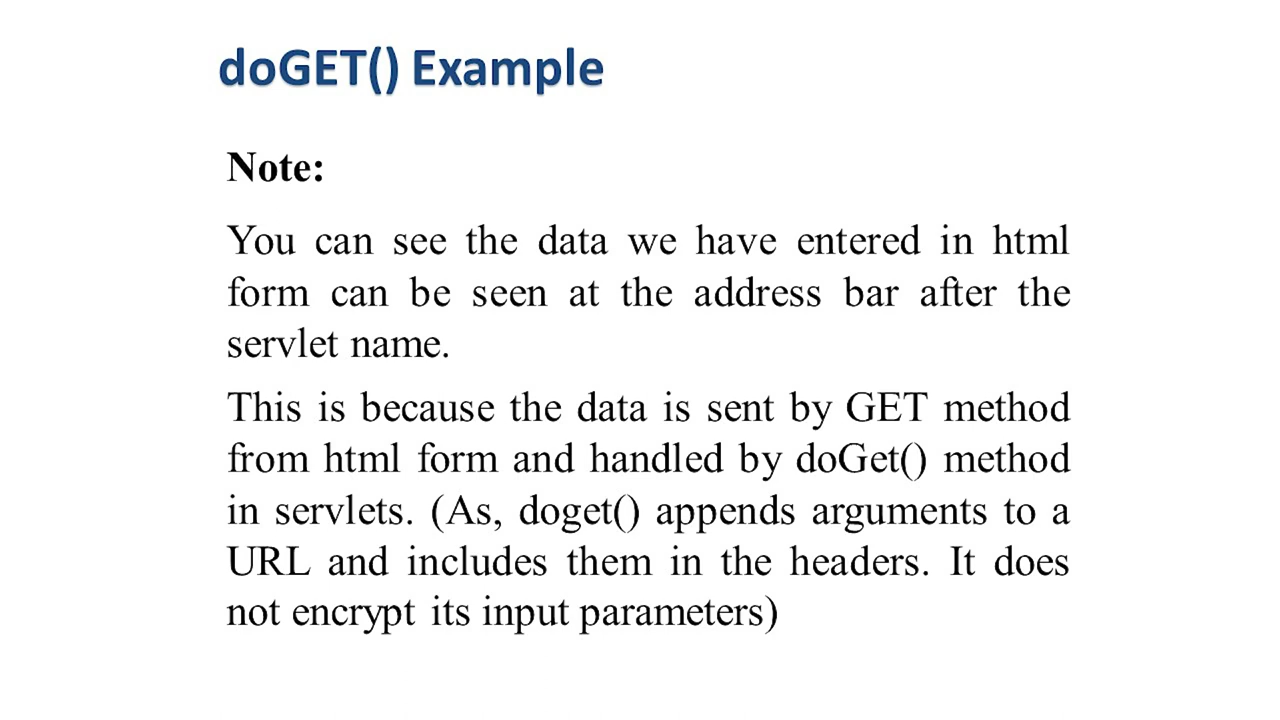 doGET() Example
Note:
You can see the data we have entered in html
form can be seen at the address bar after the
servlet name.
This is because the data is sent by GET method
from html form and handled by doGet() method
in servlets. (As, doget() appends arguments to a
URL and includes them in the headers. It does
not encrypt its input parameters)